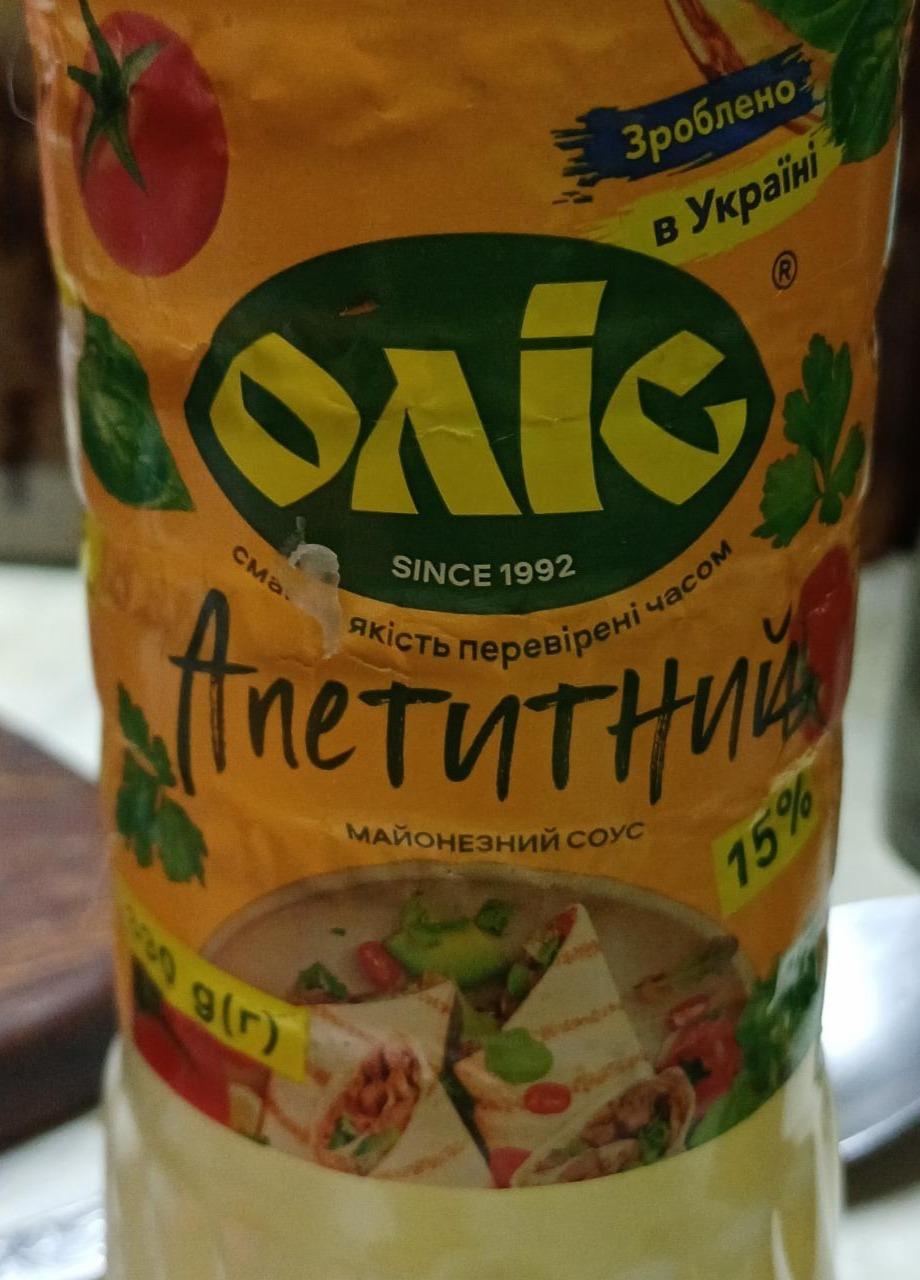 Зроблено
в Україні
®
оліс
SINCE 1992
якість перевірені часом
Апетитний
МАЙОНЕЗНИЙ СОУС
15%
g(г)